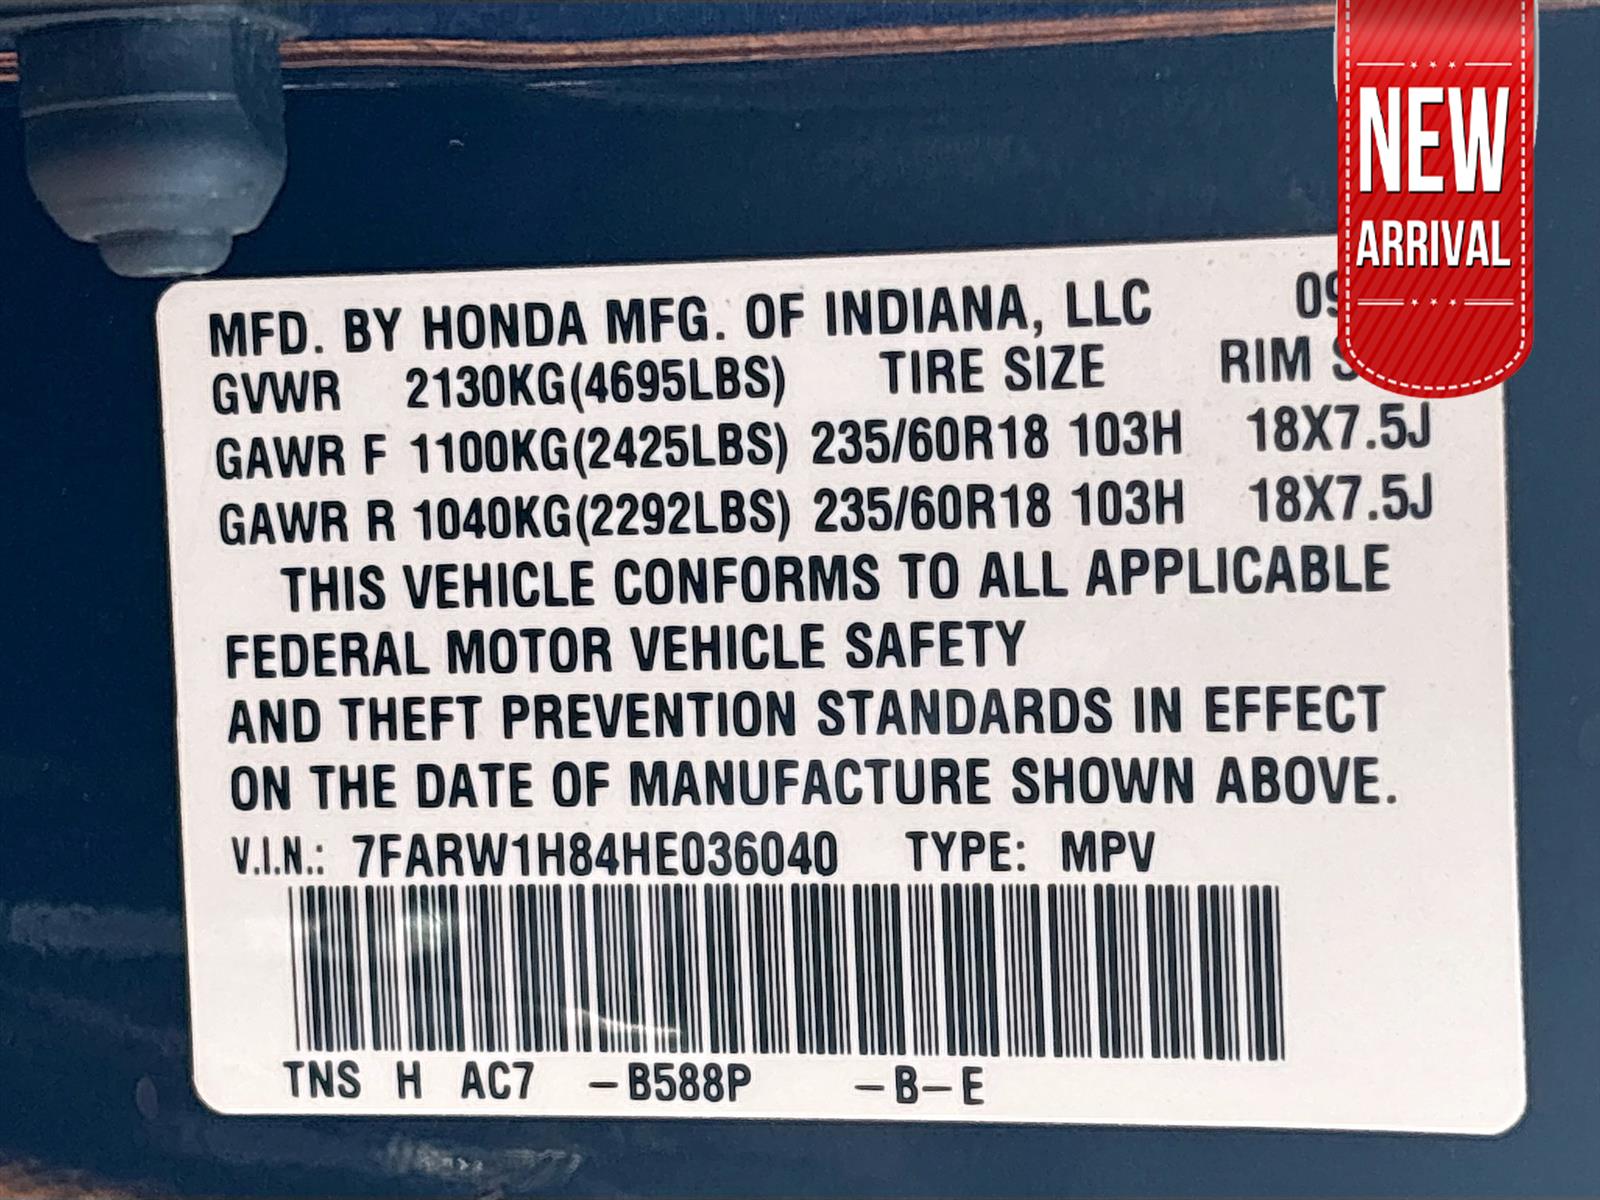 NEW
ARRIVAL
MFD. BY HONDA MFG. OF INDIANA, LLC
GVWR 2130KG(4695LBS) TIRE SIZE RIM
GAWR F 1100KG(2425LBS) 235/60R18 103H 18X7.5J
GAWR R 1040KG(2292LBS) 235/60R18 103H 18X7.5J
THIS VEHICLE CONFORMS TO ALL APPLICABLE
FEDERAL MOTOR VEHICLE SAFETY
AND THEFT PREVENTION STANDARDS IN EFFECT
ON THE DATE OF MANUFACTURE SHOWN ABOVE.
V.I.N.: 7FARW1H84HE036040 TYPE: MPV
TNS H AC7 -B588P -B-E